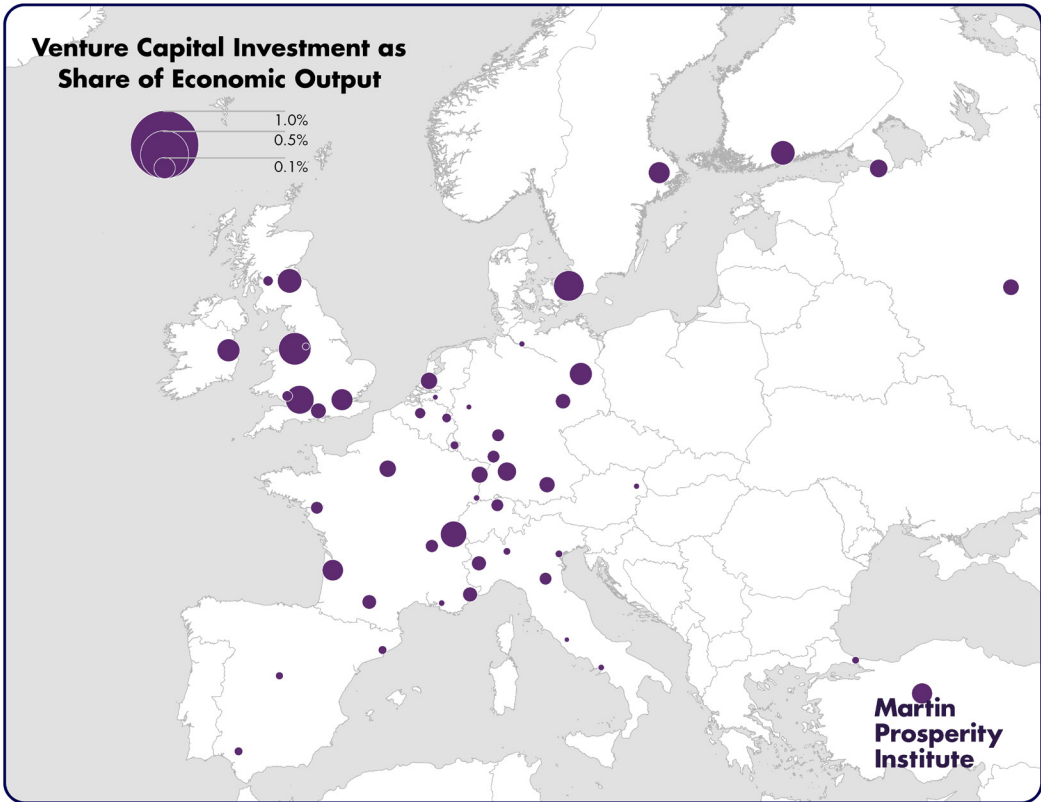 Venture Capital Investment as
Share of Economic Output
1.0%
0.5%
0.1%
Martin
Prosperity
Institute